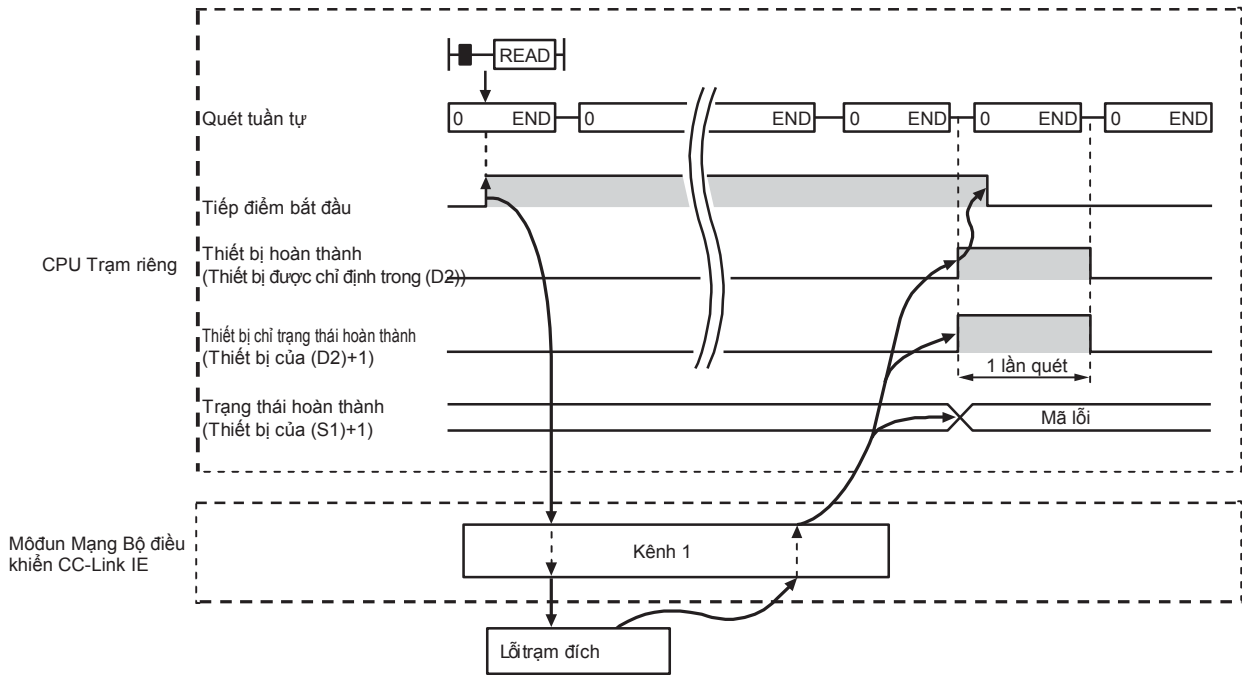 READ
Quét tuần tự
0 END 0 END 0 END 0 END 0 END
Tiếp điểm bắt đầu
CPU Trạm riêng
Thiết bị hoàn thành
(Thiết bị được chỉ định trong (D2))
Thiết bị chỉ trạng thái hoàn thành
(Thiết bị của (D2)+1)
1 lần quét
Trạng thái hoàn thành
(Thiết bị của (S1)+1)
Mã lỗi
Môđun Mạng Bộ điều
khiển CC-Link IE
Kênh 1
Lỗitrạm đích